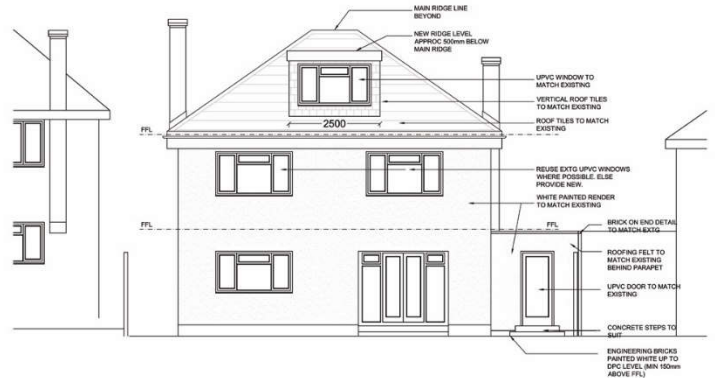 MAIN RIDGE LINE
BEYOND
NEW RIDGE LEVEL
APPROC 500mm BELOW
MAIN RIDGE
UPVC WINDOW TO
MATCH EXISTING
VERTICAL ROOF TILES
TO MATCH EXISTING
2500
ROOF TILES TO MATCH
EXISTING
FFL
REUSE EXTG UPVC WINDOWS
WHERE POSSIBLE. ELSE
PROVIDE NEW.
WHITE PAINTED RENDER
TO MATCH EXISTING
FFL
FFL
BRICK ON END DETAIL
TO MATCH EXTG
ROOFING FELT TO
MATCH EXISTING
BEHIND PARAPET
UPVC DOOR TO MATCH
EXISTING
CONCRETE STEPS TO
SUIT
ENGINEERING BRICKS
PAINTED WHITE UP TO
DPC LEVEL (MIN 150mm
ABOVE FFL)